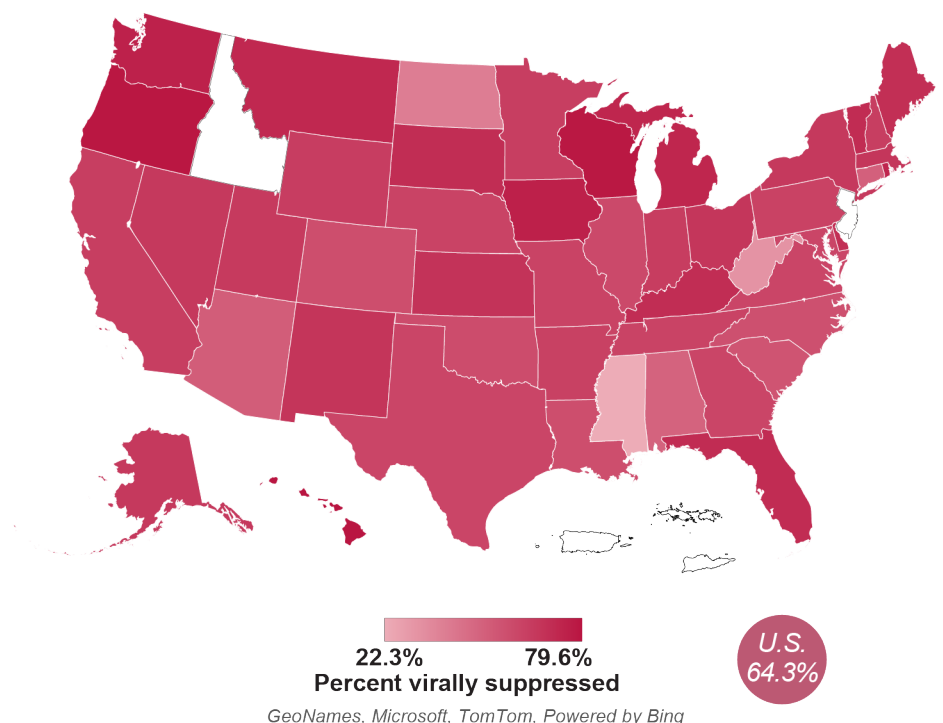 U.S.
64.3%
22.3% 79.6%
Percent virally suppressed
GeoNames, Microsoft, TomTom, Powered by Bing